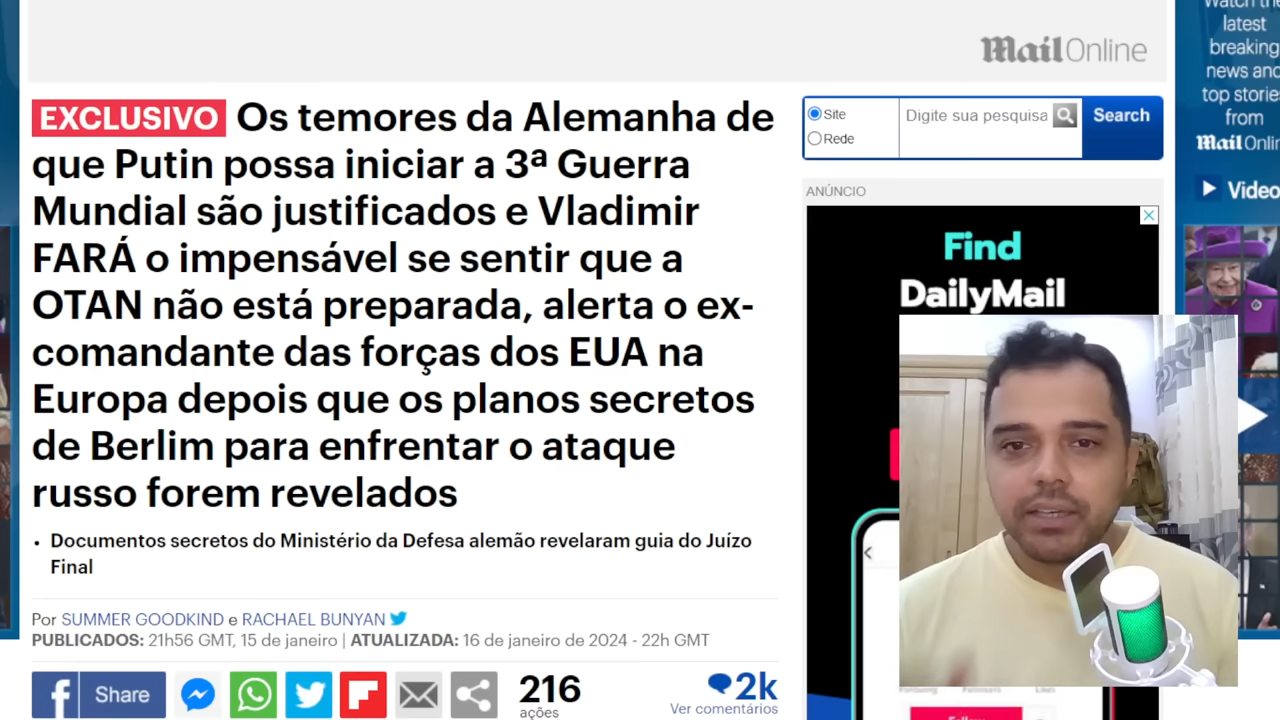 MailOnline
EXCLUSIVO Os temores da Alemanha de
que Putin possa iniciar a 3ª Guerra
Mundial são justificados e Vladimir
FARÁ o impensável se sentir que a
OTAN não está preparada, alerta o ex-
comandante das forças dos EUA na
Europa depois que os planos secretos
de Berlim para enfrentar o ataque
russo forem revelados
• Documentos secretos do Ministério da Defesa alemão revelaram guia do Juízo
Final
Por SUMMER GOODKIND e RACHAEL BUNYAN
PUBLICADOS: 21h56 GMT, 15 de janeiro | ATUALIZADA: 16 de janeiro de 2024 - 22h GMT
f Share
216
ações
2k
Ver comentários
Site
Rede
Digite sua pesquisa
Search
ANÚNCIO
Find
DailyMail
Watch the
latest
breaking
news and
top stories
from
Mail Onlin
Video